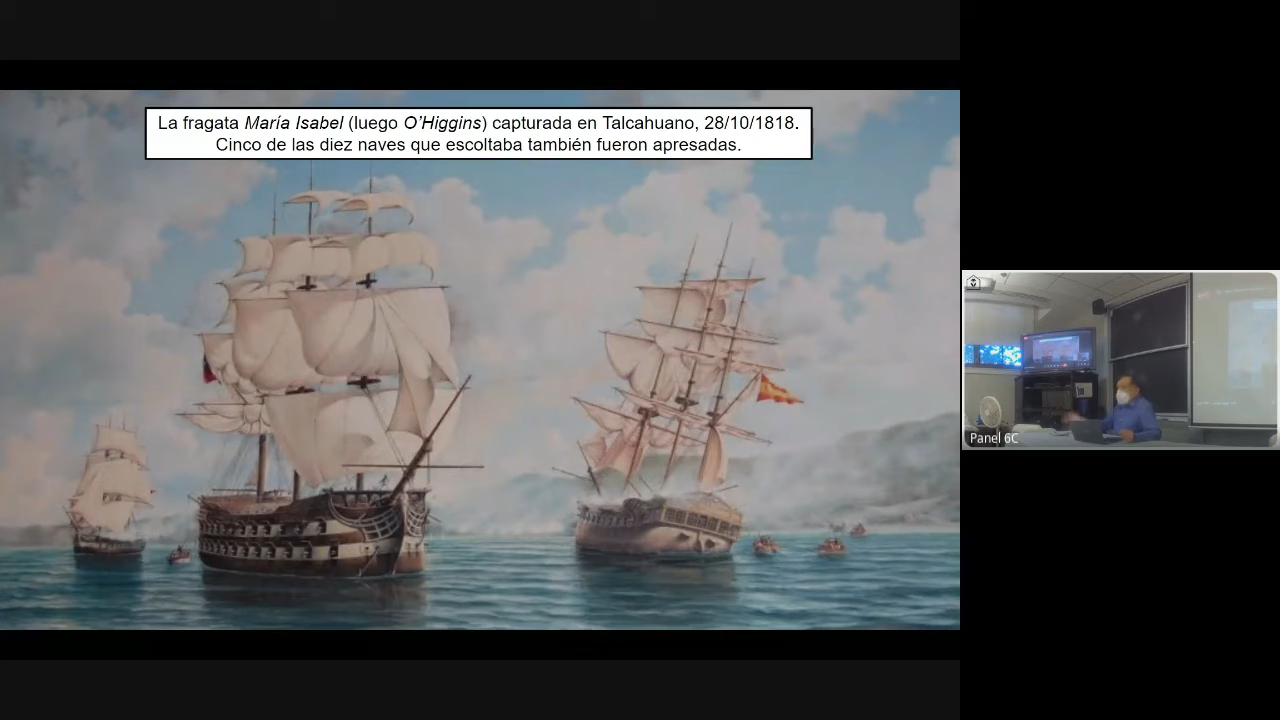 La fragata María Isabel (luego O’Higgins) capturada en Talcahuano, 28/10/1818.
Cinco de las diez naves que escoltaba también fueron apresadas.
Panel 6C